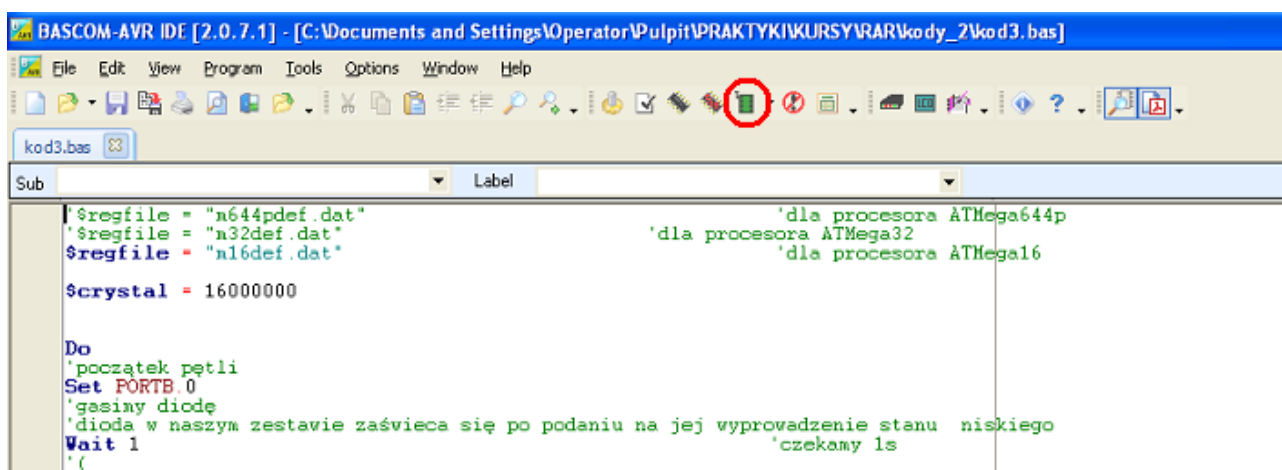 BASCOM-AVR IDE [2.0.7.1] - [C:\Documents and Settings\Operator\Pulpit\PRAKTYKI\KURSY\RAR\kody_2\kod3.bas]
File Edit View Program Tools Options Window Help
kod3.bas
Sub Label
'$regfile = "m644pdef.dat" 'dla procesora ATMega644p
'$regfile = "m32def.dat" 'dla procesora ATMega32
$regfile = "m16def.dat" 'dla procesora ATMega16
$crystal = 16000000
Do
'początek pętli
Set PORTB.0
'gasimy diodę
'dioda w naszym zestawie zaświeca się po podaniu na jej wyprowadzenie stanu niskiego
Wait 1 'czekamy 1s
'(